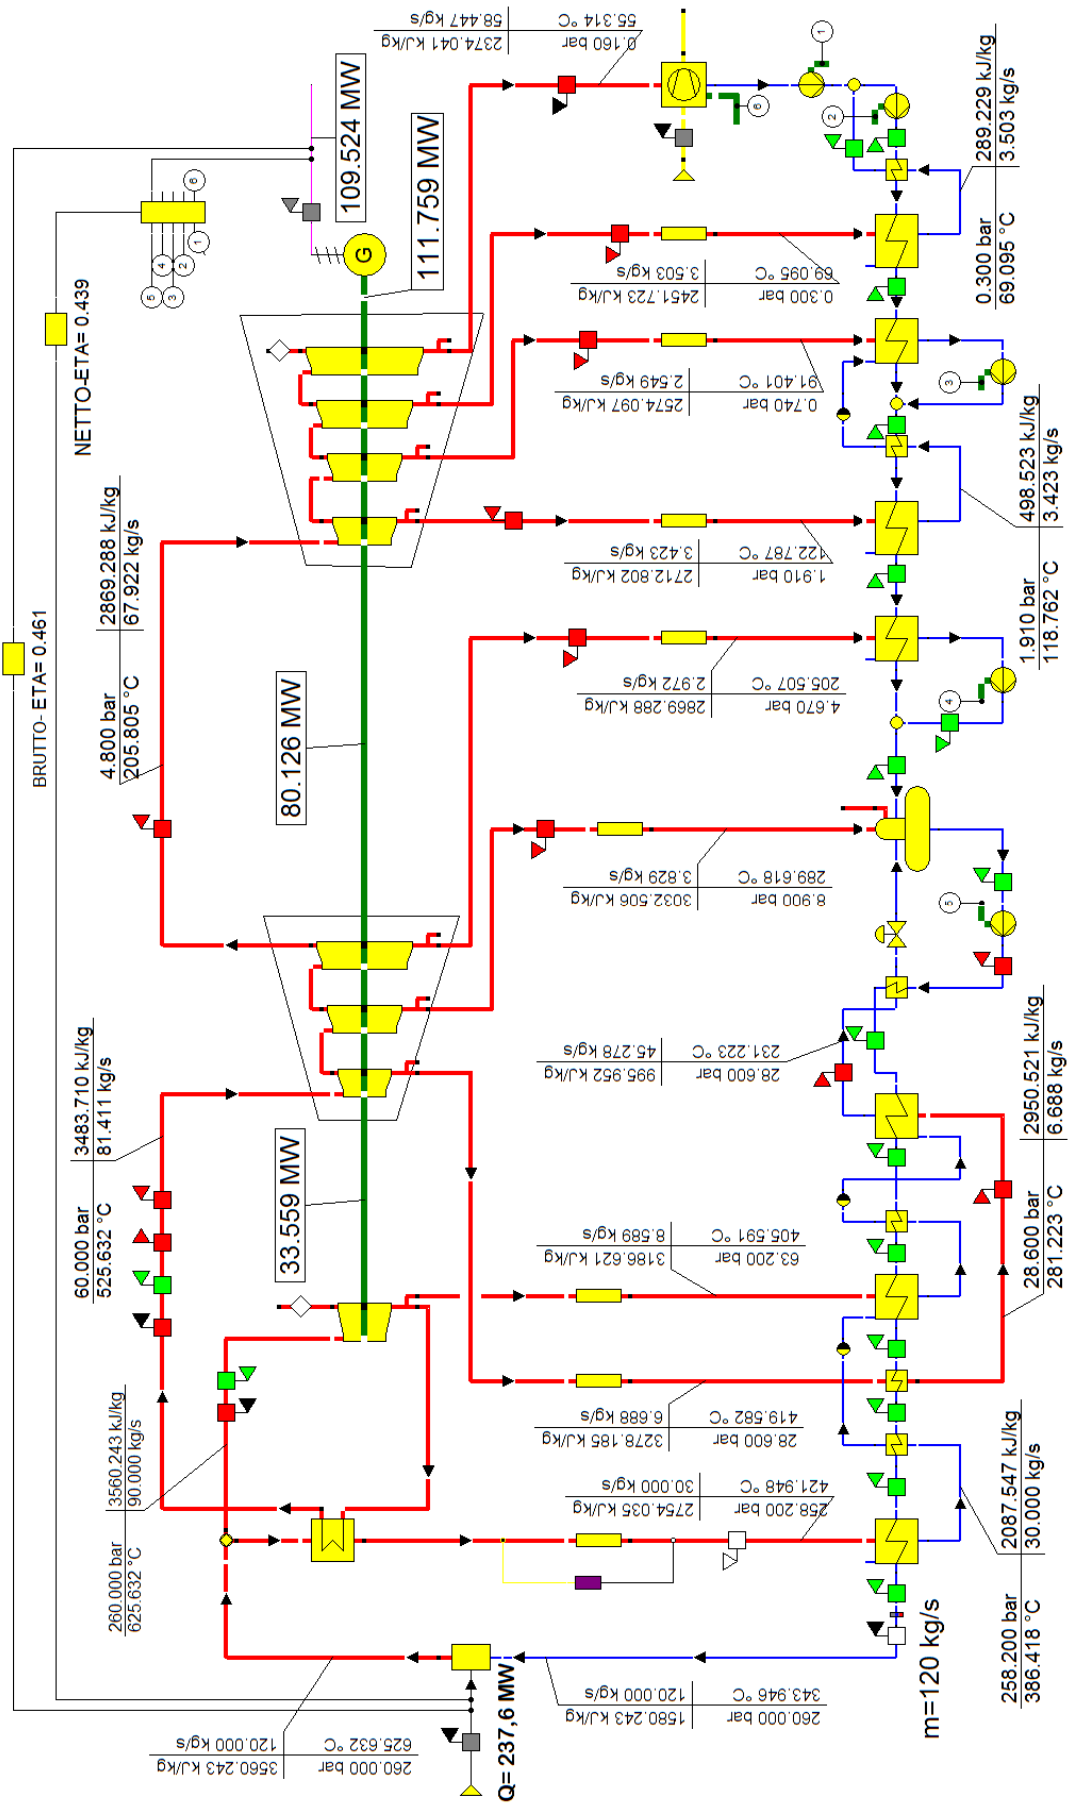 55.314 °C
58.447 kg/s
0.160 bar
2374.041 kJ/kg
109.524 MW
111.759 MW
1
2
6
6
1
4
2
5
3
G
289.229 kJ/kg
3.503 kg/s
0.300 bar
69.095 °C
NETTO-ETA= 0.439
69.095 °C
3.503 kg/s
0.300 bar
2451.723 kJ/kg
91.401 °C
2.549 kg/s
0.740 bar
2574.097 kJ/kg
3
498.523 kJ/kg
3.423 kg/s
1.910 bar
118.762 °C
2869.288 kJ/kg
67.922 kg/s
4.800 bar
205.805 °C
122.787 °C
3.423 kg/s
1.910 bar
2712.802 kJ/kg
BRUTTO- ETA= 0.461
80.126 MW
205.507 °C
2.972 kg/s
4.670 bar
2869.288 kJ/kg
4
289.618 °C
3.829 kg/s
8.900 bar
3032.506 kJ/kg
5
3483.710 kJ/kg
81.411 kg/s
60.000 bar
525.632 °C
33.559 MW
231.223 °C
45.278 kg/s
28.600 bar
995.952 kJ/kg
2950.521 kJ/kg
6.688 kg/s
28.600 bar
281.223 °C
405.591 °C
8.589 kg/s
63.200 bar
3186.621 kJ/kg
419.582 °C
6.688 kg/s
28.600 bar
3278.185 kJ/kg
3560.243 kJ/kg
90.000 kg/s
260.000 bar
625.632 °C
421.948 °C
30.000 kg/s
258.200 bar
2754.035 kJ/kg
2087.547 kJ/kg
30.000 kg/s
258.200 bar
386.418 °C
m=120 kg/s
343.946 °C
120.000 kg/s
260.000 bar
1580.243 kJ/kg
Q= 237,6 MW
625.632 °C
120.000 kg/s
260.000 bar
3560.243 kJ/kg